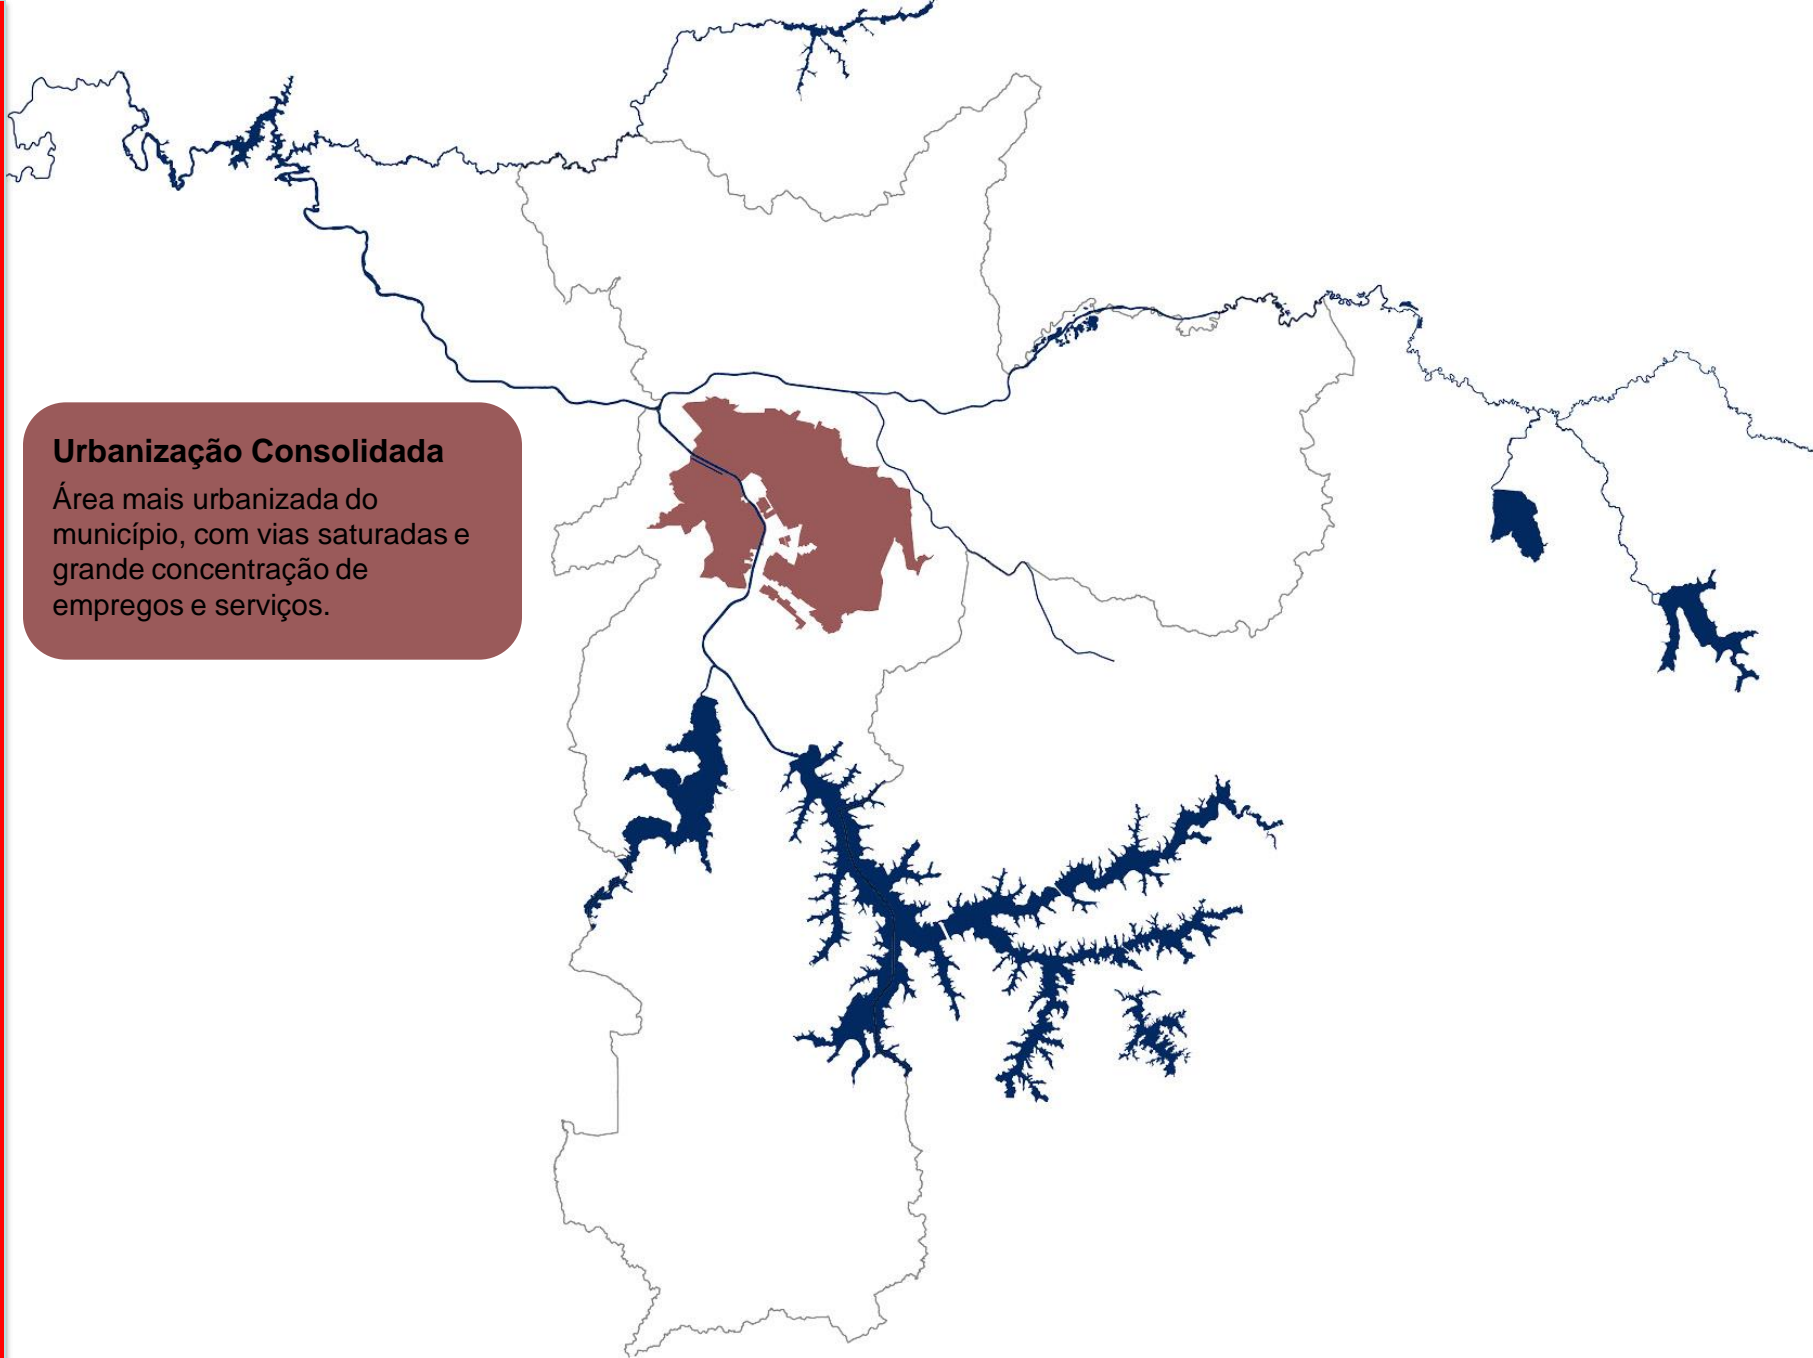 Urbanização Consolidada
Área mais urbanizada do
município, com vias saturadas e
grande concentração de
empregos e serviços.